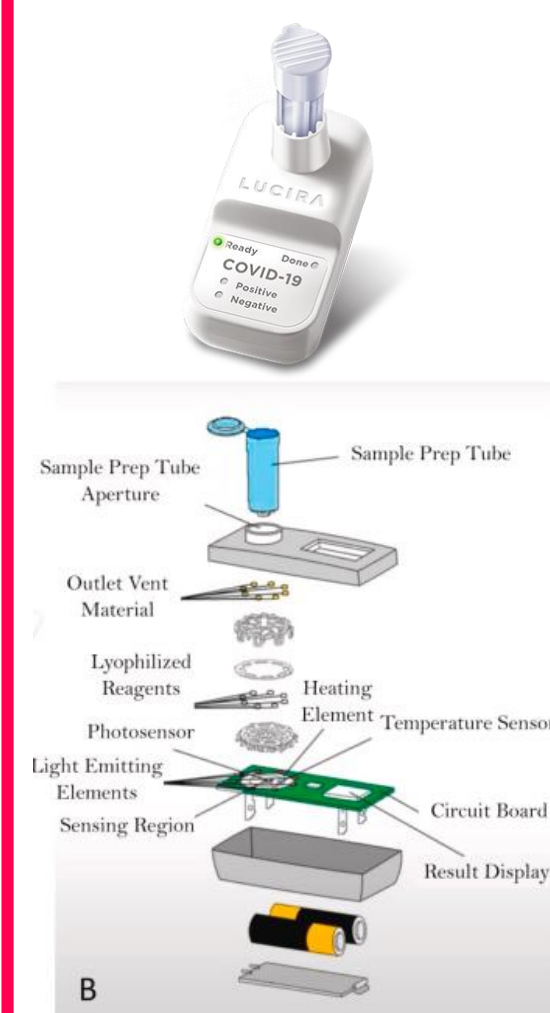 LUCIRA
Ready
Done
COVID-19
Positive
Negative
Sample Prep Tube
Aperture
Sample Prep Tube
Outlet Vent
Material
Lyophilized
Reagents
Heating
Element
Temperature Senso
Photosensor
Light Emitting
Elements
Sensing Region
Circuit Board
Result Display
B